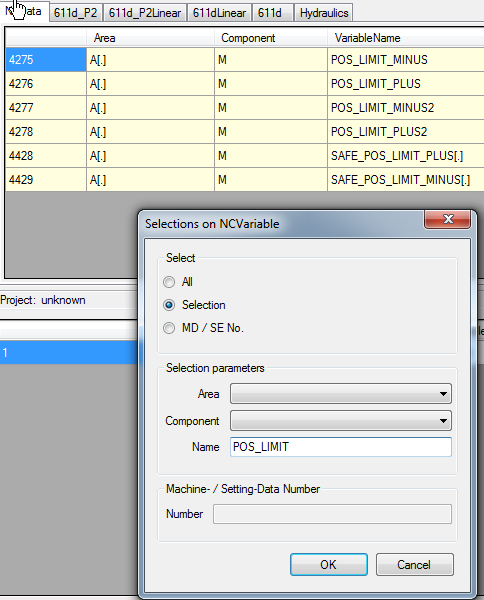 N Data 611d_P2 611d_P2Linear 611dLinear 611d Hydraulics
Area Component VariableName
4275 A[.] M POS_LIMIT_MINUS
4276 A[.] M POS_LIMIT_PLUS
4277 A[.] M POS_LIMIT_MINUS2
4278 A[.] M POS_LIMIT_PLUS2
4428 A[.] M SAFE_POS_LIMIT_PLUS[.]
4429 A[.] M SAFE_POS_LIMIT_MINUS[.]
Project: unknown
1
Selections on NCVariable
Select
All
Selection
MD / SE No.
Selection parameters
Area
Component
Name POS_LIMIT
Machine- / Setting-Data Number
Number
OK Cancel